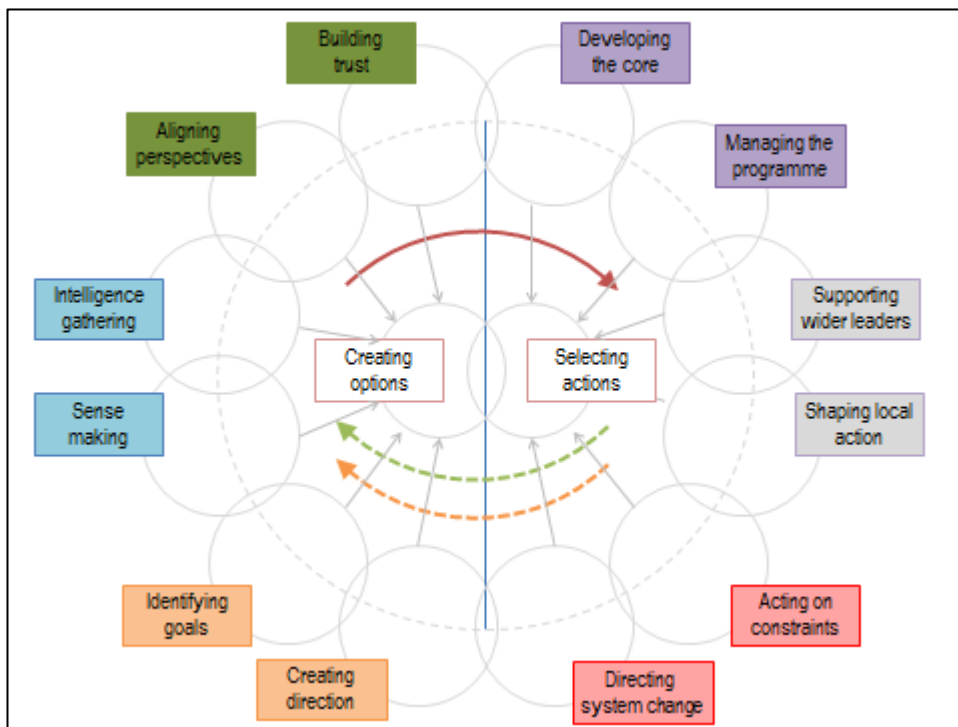 Building
trust
Developing
the core
Aligning
perspectives
Managing the
programme
Intelligence
gathering
Supporting
wider leaders
Creating
options
Selecting
actions
Sense
making
Shaping local
action
Identifying
goals
Acting on
constraints
Creating
direction
Directing
system change